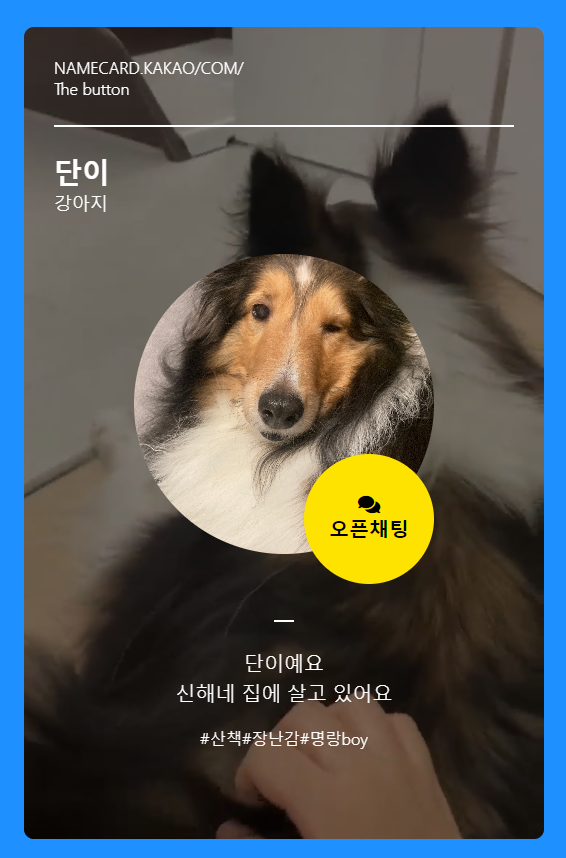 NAMECARD.KAKAO/COM/
The button
단이
강아지
오픈채팅
단이예요
신해네 집에 살고 있어요
#산책#장난감#명랑boy